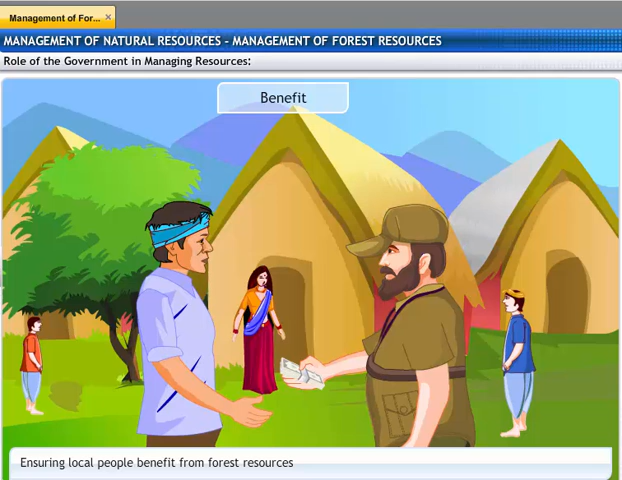 Management of For...
MANAGEMENT OF NATURAL RESOURCES - MANAGEMENT OF FOREST RESOURCES
Role of the Government in Managing Resources:
Benefit
Ensuring local people benefit from forest resources